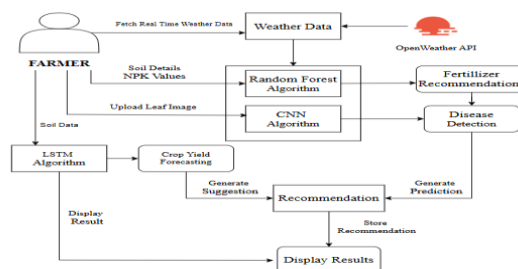 Fetch Real Time Weather Data
Weather Data
OpenWeather API
FARMER
Soil Details
NPK Values
Random Forest
Algorithm
Fertillizer
Recommendation
Upload Leaf Image
CNN
Algorithm
Disease
Detection
Soil Data
LSTM
Algorithm
Crop Yield
Forecasting
Generate
Suggestion
Generate
Prediction
Recommendation
Display
Result
Store
Recommendation
Display Results